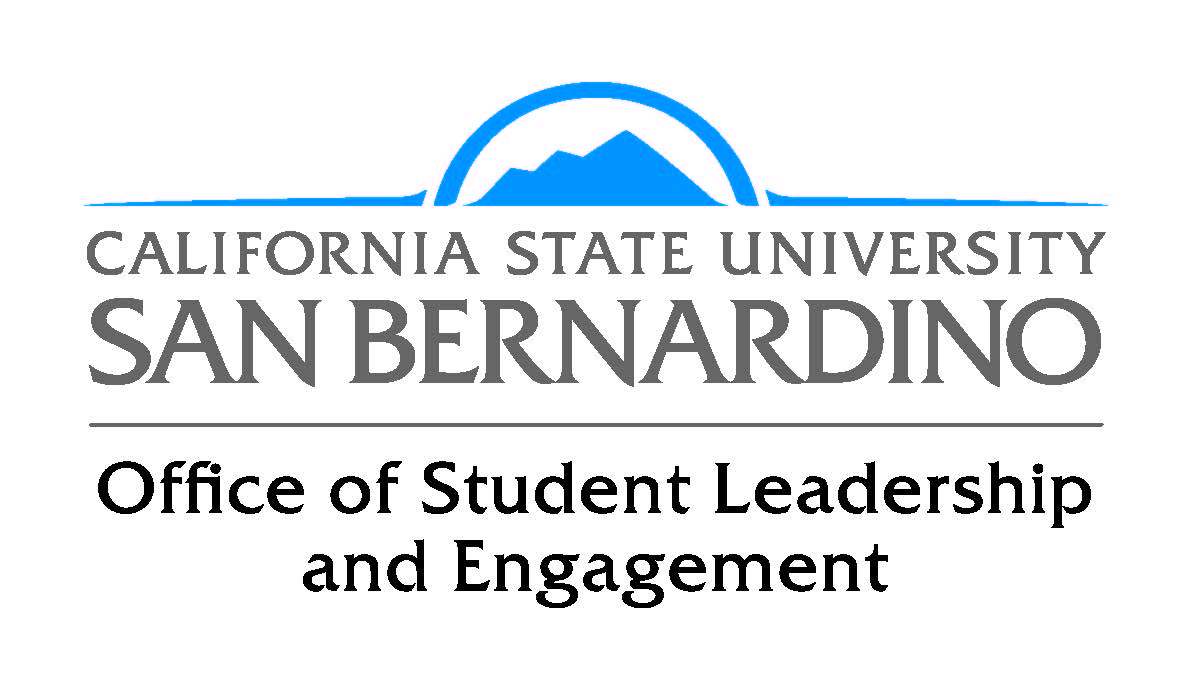 CALIFORNIA STATE UNIVERSITY
SAN BERNARDINO
Office of Student Leadership
and Engagement